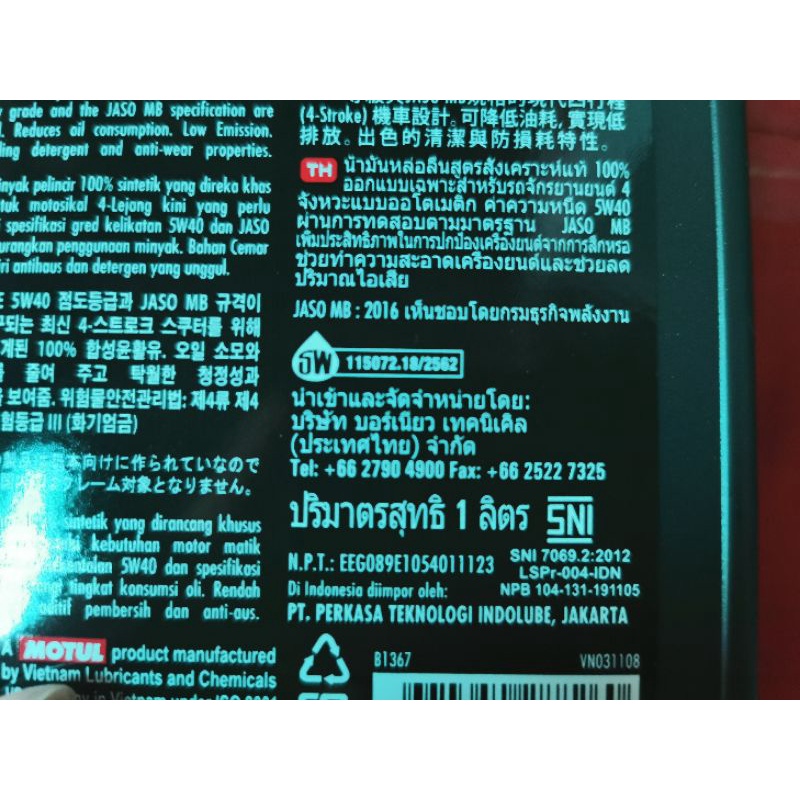 grade and the JASO MB specification are
Reduces oil consumption. Low Emission.
detergent and anti-wear properties.
pelincir 100% sintetik yang direka khas
motosikal 4-Lejang kini yang perlu
spesifikasi gred kelikatan 5W40 dan JASO
penggunaan minyak. Bahan Cemar
antihaus dan detergen yang unggul.
5W40 점도등급과 JASO MB 규격이
최신 4-스트로크 스쿠터를 위해
100% 합성윤활유. 오일 소모와
줄여 주고 탁월한 청정성과
보여줌. 위험물안전관리법: 제4류 제4
III (화기엄금)
向けに作られていなので
対象となりません。
sintetik yang dirancang khusus
kebutuhan motor matik
5W40 dan spesifikasi
tingkat konsumsi oli. Rendah
pembersih dan anti-aus.
A MOTUL product manufactured
by Vietnam Lubricants and Chemicals
in Vietnam under ISO
(4-Stroke) 機車設計。可降低油耗,實現低
排放。出色的清潔與防損耗特性。
TH น้ำมันหล่อลื่นสูตรสังเคราะห์แท้ 100%
ออกแบบเฉพาะสำหรับรถจักรยานยนต์ 4
จังหวะแบบออโตเมติก ค่าความหนืด 5W40
ผ่านการทดสอบตามมาตรฐาน JASO MB
เพิ่มประสิทธิภาพในการปกป้องเครื่องยนต์จากการสึกหรอ
ช่วยทำความสะอาดเครื่องยนต์และช่วยลด
ปริมาณไอเสีย
JASO MB : 2016 เห็นชอบโดยกรมธุรกิจพลังงาน
ธพ 115072.18/2562
นำเข้าและจัดจำหน่ายโดย:
บริษัท บอร์เนียว เทคนิเคิล
(ประเทศไทย) จำกัด
Tel: +66 2790 4900 Fax: +66 2522 7325
ปริมาตรสุทธิ 1 ลิตร SNI
N.P.T.: EEG089E1054011123
SNI 7069.2:2012
LSPr-004-IDN
NPB 104-131-191105
Di Indonesia diimpor oleh:
PT. PERKASA TEKNOLOGI INDOLUBE, JAKARTA
B1367 VN031108